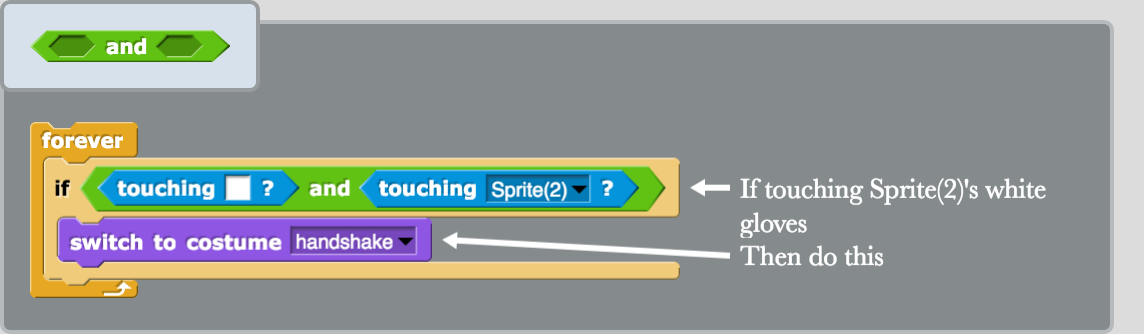 and
forever
if touching ? and touching Sprite(2) ?
If touching Sprite(2)'s white
gloves
switch to costume handshake
Then do this